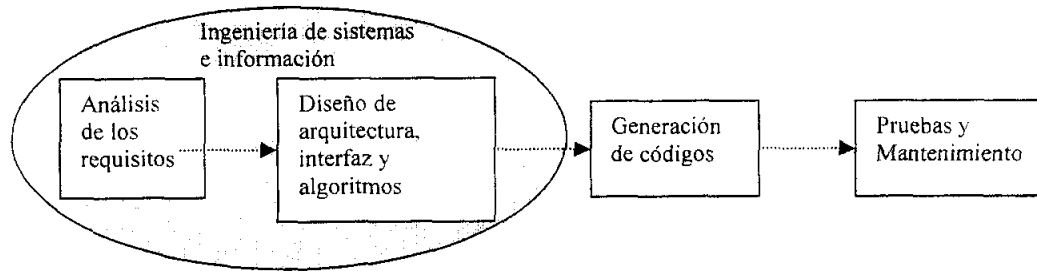 Ingeniería de sistemas
e información
Análisis
de los
requisitos
Diseño de
arquitectura,
interfaz y
algoritmos
Generación
de códigos
Pruebas y
Mantenimiento